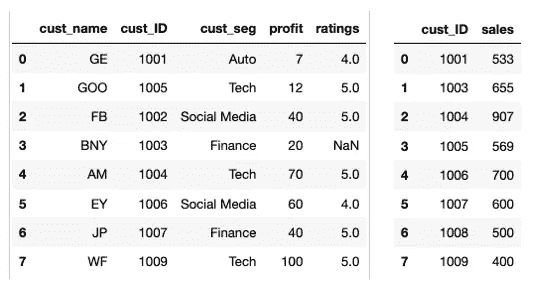 cust_name cust_ID cust_seg profit ratings
0 GE 1001 Auto 7 4.0
1 GOO 1005 Tech 12 5.0
2 FB 1002 Social Media 40 5.0
3 BNY 1003 Finance 20 NaN
4 AM 1004 Tech 70 5.0
5 EY 1006 Social Media 60 4.0
6 JP 1007 Finance 40 5.0
7 WF 1009 Tech 100 5.0
cust_ID sales
0 1001 533
1 1003 655
2 1004 907
3 1005 569
4 1006 700
5 1007 600
6 1008 500
7 1009 400